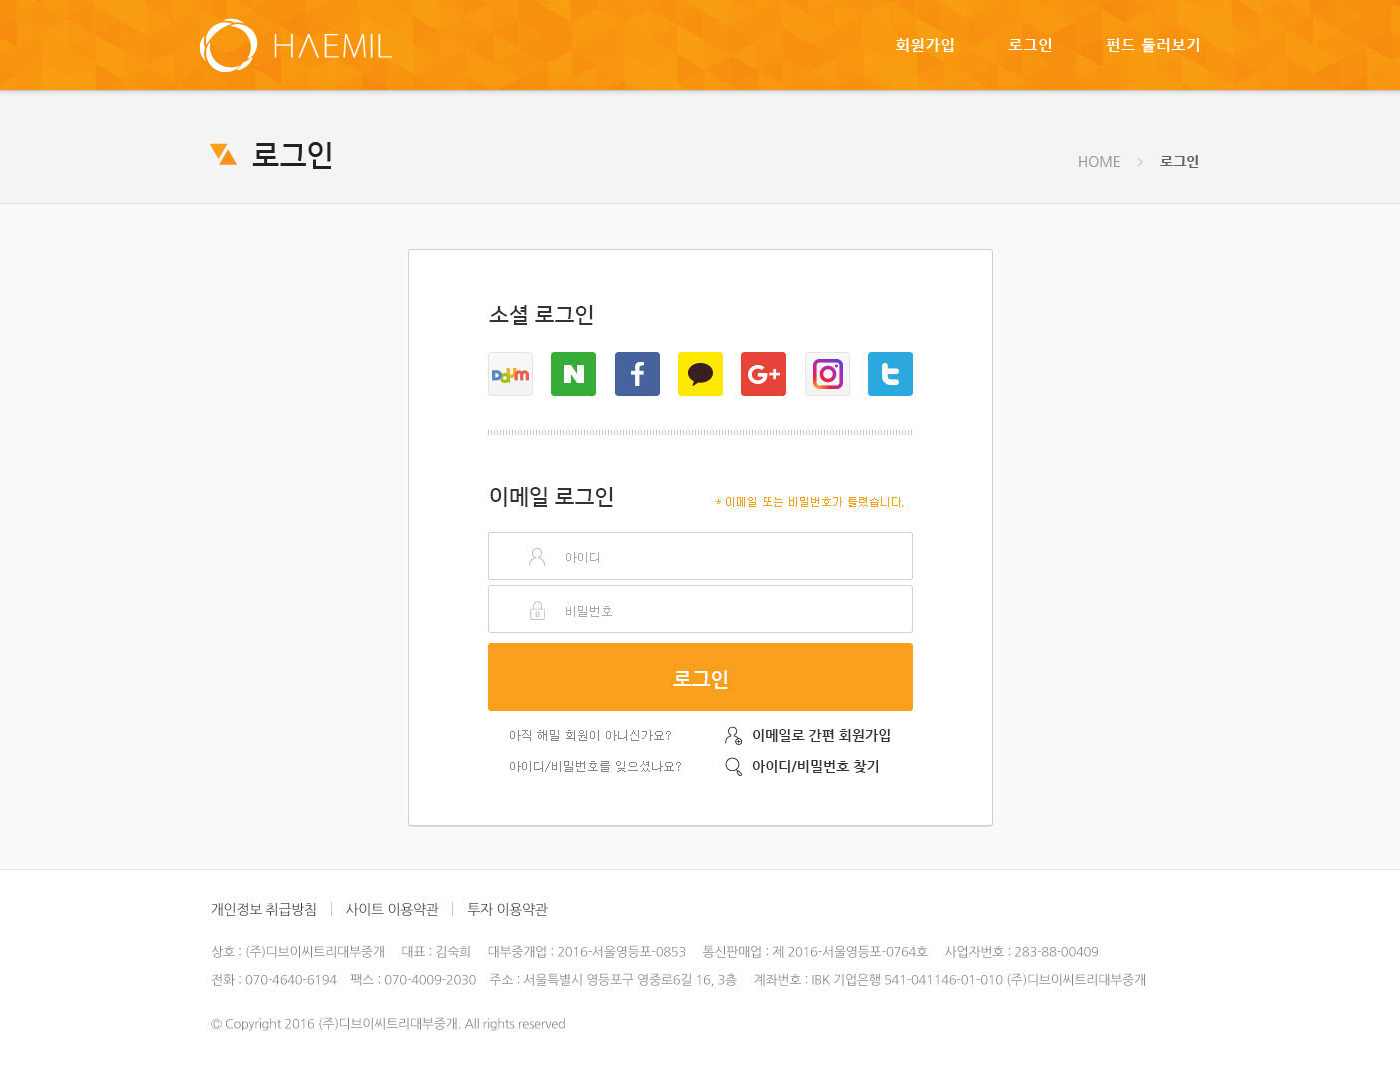 HAEMIL 회원가입 로그인 펀드 둘러보기
로그인
HOME > 로그인
소셜 로그인
Daum N f G+ t
이메일 로그인
* 이메일 또는 비밀번호가 틀렸습니다.
아이디
비밀번호
로그인
아직 해밀 회원이 아니신가요? 이메일로 간편 회원가입
아이디/비밀번호를 잊으셨나요? 아이디/비밀번호 찾기
개인정보 취급방침 | 사이트 이용약관 | 투자 이용약관
상호 : (주)디브이씨트리대부중개 대표 : 김숙희 대부중개업 : 2016-서울영등포-0853 통신판매업 : 제 2016-서울영등포-0764호 사업자번호 : 283-88-00409
전화 : 070-4640-6194 팩스 : 070-4009-2030 주소 : 서울특별시 영등포구 영중로6길 16, 3층 계좌번호 : IBK 기업은행 541-041146-01-010 (주)디브이씨트리대부중개
© Copyright 2016 (주)디브이씨트리대부중개. All rights reserved